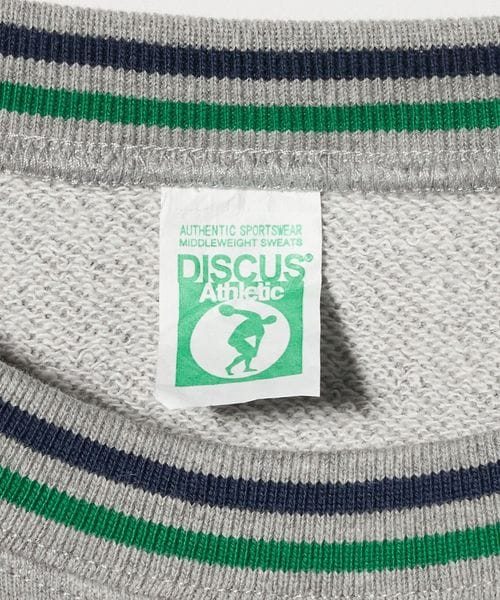 AUTHENTIC SPORTSWEAR
MIDDLEWEIGHT SWEATS
DISCUS®
Athletic